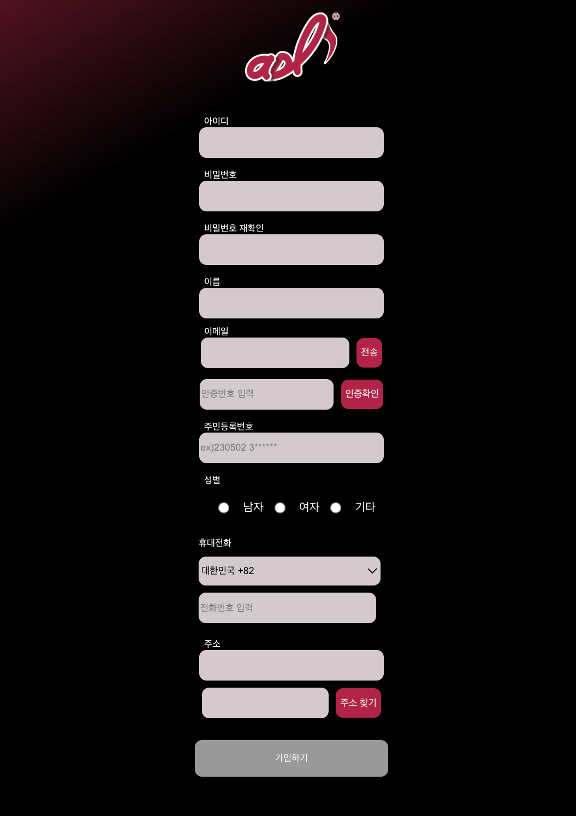 ®
아이디
비밀번호
비밀번호 재확인
이름
이메일
전송
인증번호 입력 인증확인
주민등록번호
ex)230502 3******
성별
남자 여자 기타
휴대전화
대한민국 +82
전화번호 입력
주소
주소 찾기
가입하기